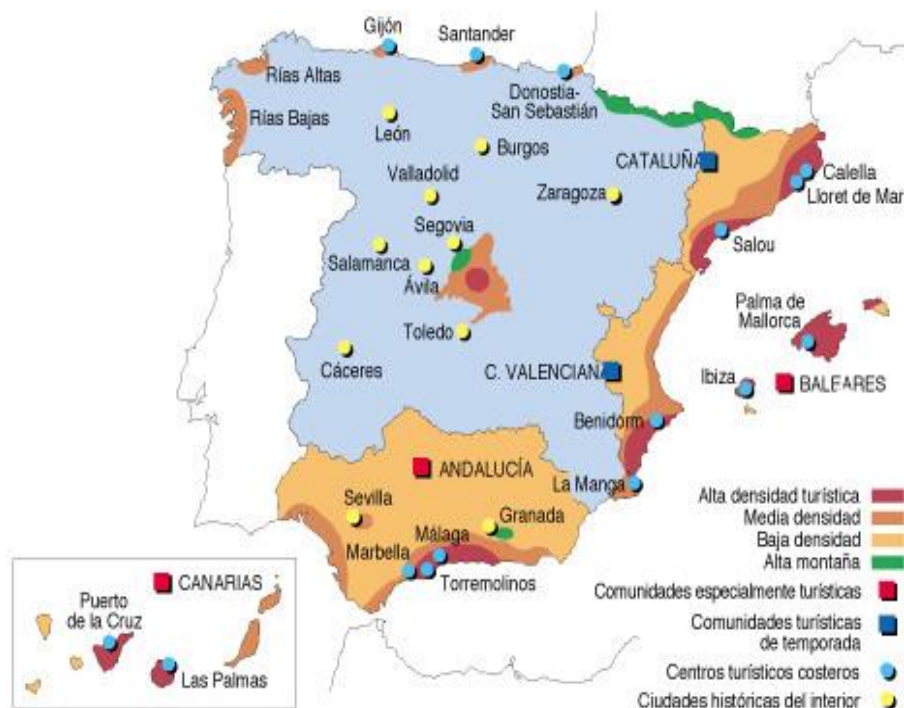 Gijón
Santander
Rías Altas
Donostia-
San Sebastián
Rías Bajas
León
Burgos
CATALUÑA
Calella
Valladolid
Zaragoza
Lloret de Mar
Segovia
Salou
Salamanca
Ávila
Palma de
Mallorca
Toledo
Cáceres
C. VALENCIANA
Ibiza
BALEARES
Benidorm
ANDALUCÍA
La Manga
Sevilla
Granada
Málaga
Marbella
Torremolinos
CANARIAS
Puerto
de la Cruz
Las Palmas
Alta densidad turística
Media densidad
Baja densidad
Alta montaña
Comunidades especialmente turísticas
Comunidades turísticas
de temporada
Centros turísticos costeros
Ciudades históricas del interior